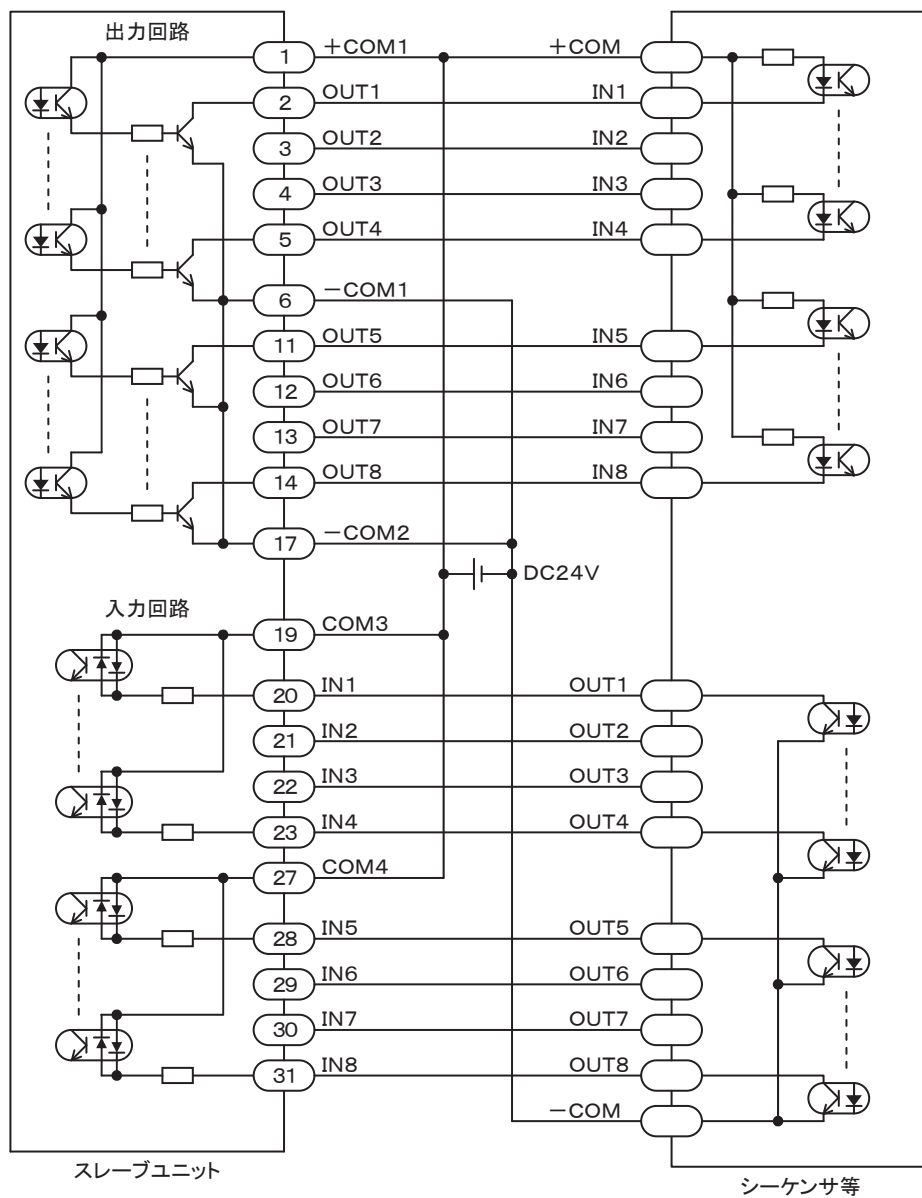 出力回路
1 +COM1 +COM
2 OUT1 IN1
3 OUT2 IN2
4 OUT3 IN3
5 OUT4 IN4
6 −COM1
11 OUT5 IN5
12 OUT6 IN6
13 OUT7 IN7
14 OUT8 IN8
17 −COM2
DC24V
入力回路
19 COM3
20 IN1 OUT1
21 IN2 OUT2
22 IN3 OUT3
23 IN4 OUT4
27 COM4
28 IN5 OUT5
29 IN6 OUT6
30 IN7 OUT7
31 IN8 OUT8
−COM
スレーブユニット
シーケンサ等